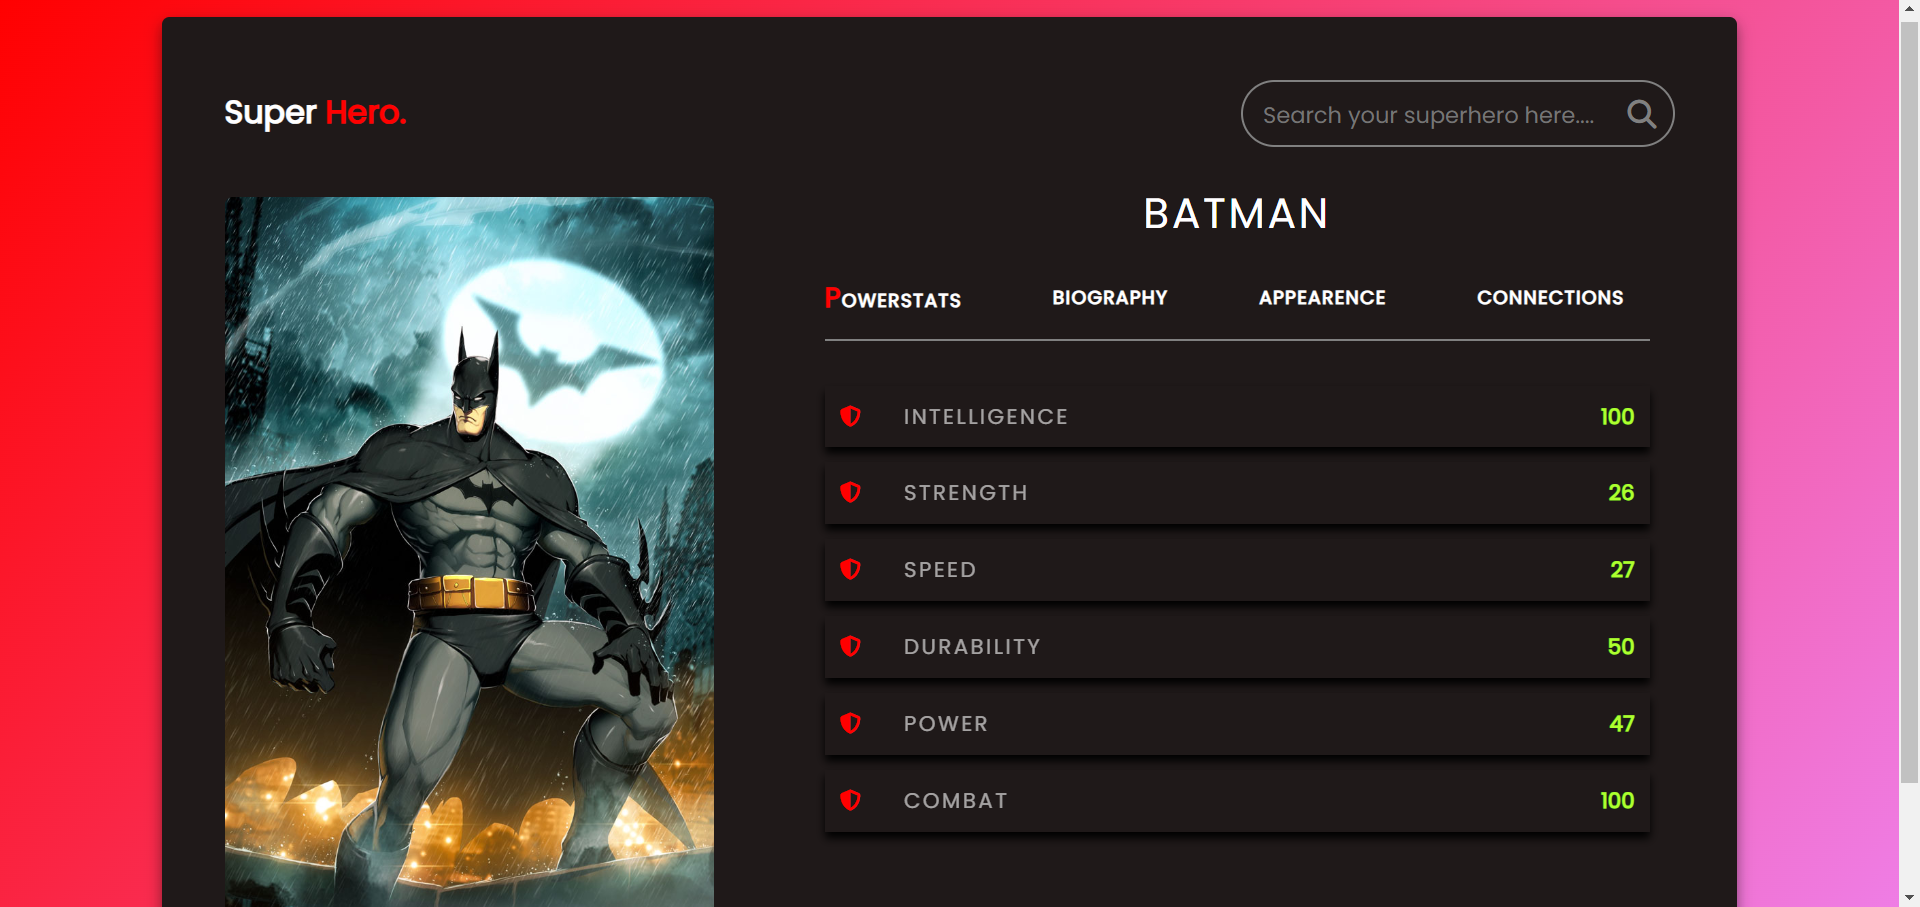 Super Hero.
Search your superhero here....
BATMAN
POWERSTATS BIOGRAPHY APPEARENCE CONNECTIONS
INTELLIGENCE 100
STRENGTH 26
SPEED 27
DURABILITY 50
POWER 47
COMBAT 100